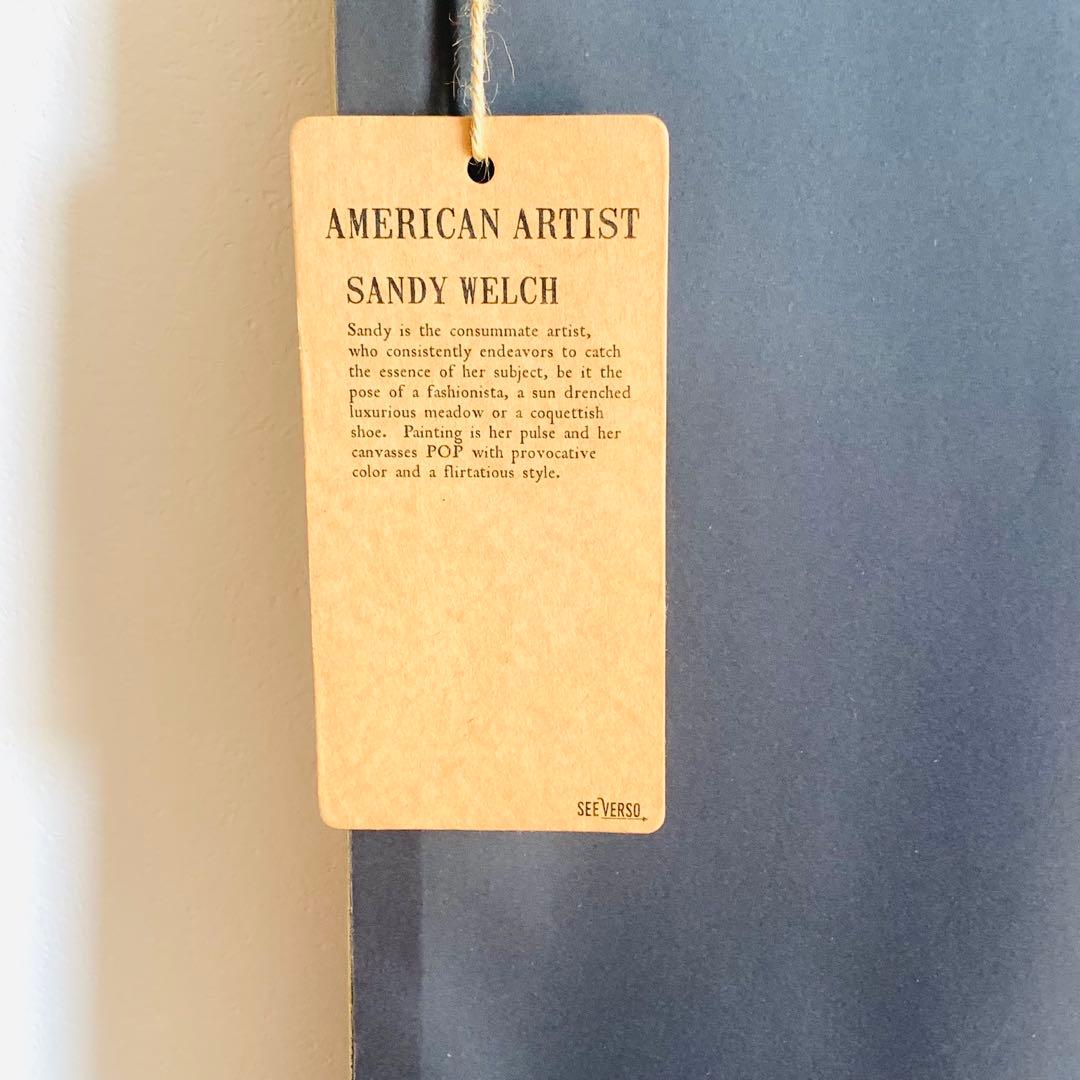 AMERICAN ARTIST
SANDY WELCH
Sandy is the consummate artist,
who consistently endeavors to catch
the essence of her subject, be it the
pose of a fashionista, a sun drenched
luxurious meadow or a coquettish
shoe. Painting is her pulse and her
canvasses POP with provocative
color and a flirtatious style.
SEE VERSO